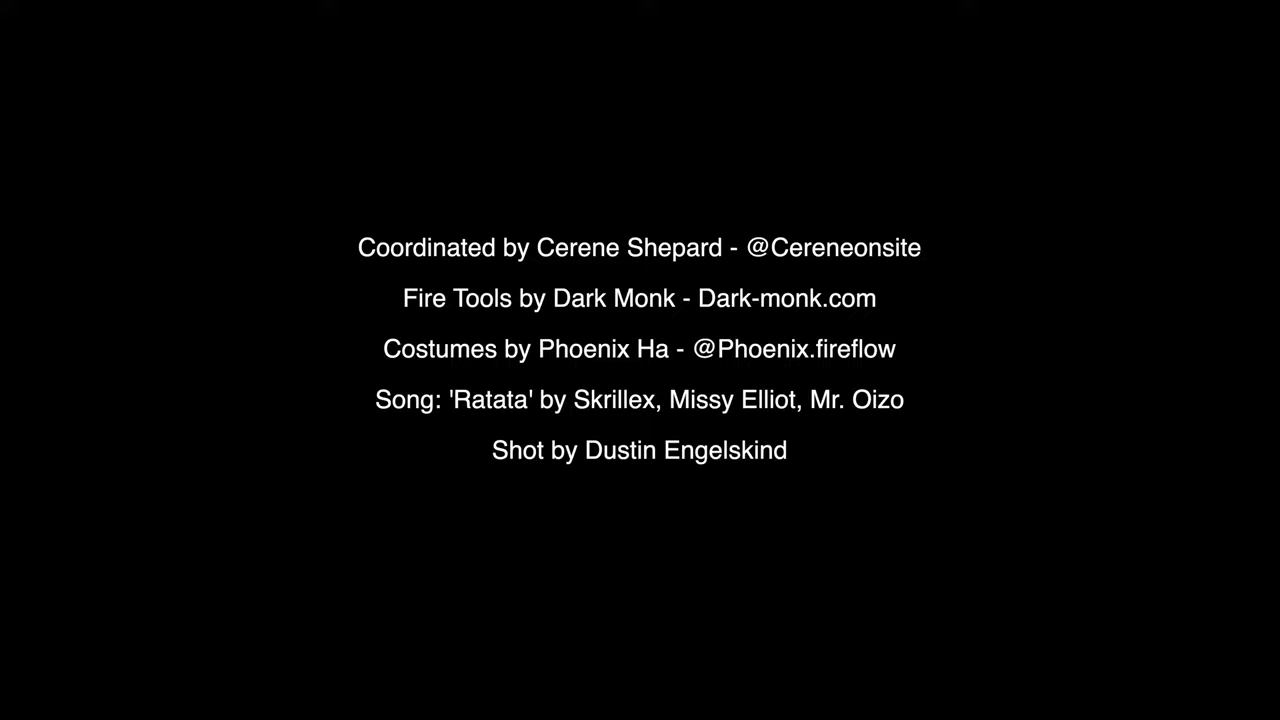 Coordinated by Cerene Shepard - @Cereneonsite
Fire Tools by Dark Monk - Dark-monk.com
Costumes by Phoenix Ha - @Phoenix.fireflow
Song: 'Ratata' by Skrillex, Missy Elliot, Mr. Oizo
Shot by Dustin Engelskind